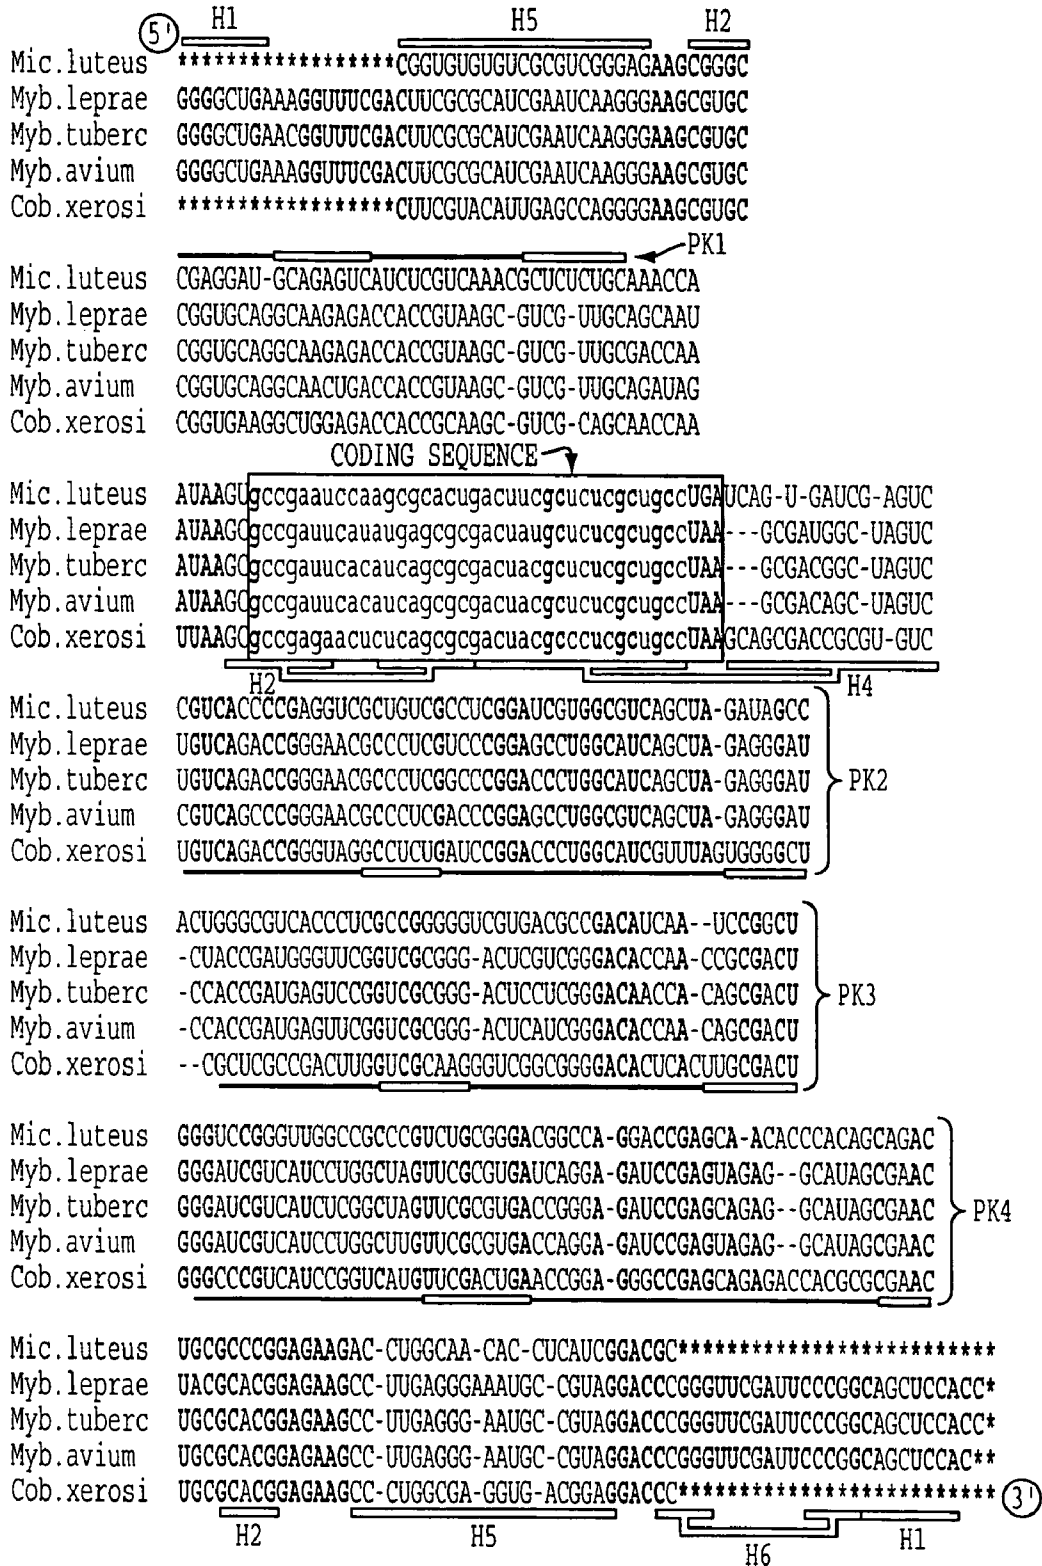 H1 H5 H2
5'
Mic.luteus ******************CGGUGUGUGUCGCGUCGGGAGAAGCGGGC
Myb.leprae GGGGCUGAAAGGUUUCGACUUCGCGCAUCGAAUCAAGGGAAGCGUGC
Myb.tuberc GGGGCUGAACGGUUUCGACUUCGCGCAUCGAAUCAAGGGAAGCGUGC
Myb.avium GGGGCUGAAAGGUUUCGACUUCGCGCAUCGAAUCAAGGGAAGCGUGC
Cob.xerosi ******************CUUCGUACAUUGAGCCAGGGGAAGCGUGC
PK1
Mic.luteus CGAGGAU-GCAGAGUCAUCUCGUCAAACGCUCUCUGCAAACCA
Myb.leprae CGGUGCAGGCAAGAGACCACCGUAAGC-GUCG-UUGCAGCAAU
Myb.tuberc CGGUGCAGGCAAGAGACCACCGUAAGC-GUCG-UUGCGACCAA
Myb.avium CGGUGCAGGCAACUGACCACCGUAAGC-GUCG-UUGCAGAUAG
Cob.xerosi CGGUGAAGGCUGGAGACCACCGCAAGC-GUCG-CAGCAACCAA
CODING SEQUENCE
Mic.luteus AUAAGUgccgaauccaagcgcacugacuucgcucucgcugccUGAUCAG-U-GAUCG-AGUC
Myb.leprae AUAAGCgccgauucauaugagcgcgacuaugcucucgcugccUAA---GCGAUGGC-UAGUC
Myb.tuberc AUAAGCgccgauucacaucagcgcgacuacgcucucgcugccUAA---GCGACGGC-UAGUC
Myb.avium AUAAGCgccgauucacaucagcgcgacuacgcucucgcugccUAA---GCGACAGC-UAGUC
Cob.xerosi UUAAGCgccgagaacucucagcgcgacuacgcccucgcugccUAAGCAGCGACCGCGU-GUC
H2 H4
Mic.luteus CGUCACCCCGAGGUCGCUGUCGCCUCGGAUCGUGGCGUCAGCUA-GAUAGCC
Myb.leprae UGUCAGACCGGGAACGCCCUCGUCCCGGAGCCUGGCAUCAGCUA-GAGGGAU
Myb.tuberc UGUCAGACCGGGAACGCCCUCGGCCCGGACCCUGGCAUCAGCUA-GAGGGAU
Myb.avium CGUCAGCCCGGGAACGCCCUCGACCCGGAGCCUGGCGUCAGCUA-GAGGGAU
Cob.xerosi UGUCAGACCGGGUAGGCCUCUGAUCCGGACCCUGGCAUCGUUUAGUGGGGCU
PK2
Mic.luteus ACUGGGCGUCACCCUCGCCGGGGGUCGUGACGCCGACAUCAA--UCCGGCU
Myb.leprae -CUACCGAUGGGUUCGGUCGCGGG-ACUCGUCGGGACACCAA-CCGCGACU
Myb.tuberc -CCACCGAUGAGUCCGGUCGCGGG-ACUCCUCGGGACAACCA-CAGCGACU
Myb.avium -CCACCGAUGAGUUCGGUCGCGGG-ACUCAUCGGGACACCAA-CAGCGACU
Cob.xerosi --CGCUCGCCGACUUGGUCGCAAGGGUCGGCGGGGACACUCACUUGCGACU
PK3
Mic.luteus GGGUCCGGGUUGGCCGCCCGUCUGCGGGACGGCCA-GGACCGAGCA-ACACCCACAGCAGAC
Myb.leprae GGGAUCGUCAUCCUGGCUAGUUCGCGUGAUCAGGA-GAUCCGAGUAGAG--GCAUAGCGAAC
Myb.tuberc GGGAUCGUCAUCUCGGCUAGUUCGCGUGACCGGGA-GAUCCGAGCAGAG--GCAUAGCGAAC
Myb.avium GGGAUCGUCAUCCUGGCUUGUUCGCGUGACCAGGA-GAUCCGAGUAGAG--GCAUAGCGAAC
Cob.xerosi GGGCCCGUCAUCCGGUCAUGUUCGACUGAACCGGA-GGGCCGAGCAGAGACCACGCGCGAAC
PK4
Mic.luteus UGCGCCCGGAGAAGAC-CUGGCAA-CAC-CUCAUCGGACGC**************************
Myb.leprae UACGCACGGAGAAGCC-UUGAGGGAAAUGC-CGUAGGACCCGGGUUCGAUUCCCGGCAGCUCCACC*
Myb.tuberc UGCGCACGGAGAAGCC-UUGAGGG-AAUGC-CGUAGGACCCGGGUUCGAUUCCCGGCAGCUCCACC*
Myb.avium UGCGCACGGAGAAGCC-UUGAGGG-AAUGC-CGUAGGACCCGGGUUCGAUUCCCGGCAGCUCCAC**
Cob.xerosi UGCGCACGGAGAAGCC-CUGGCGA-GGUG-ACGGAGGACCC**************************
3'
H2 H5 H6 H1